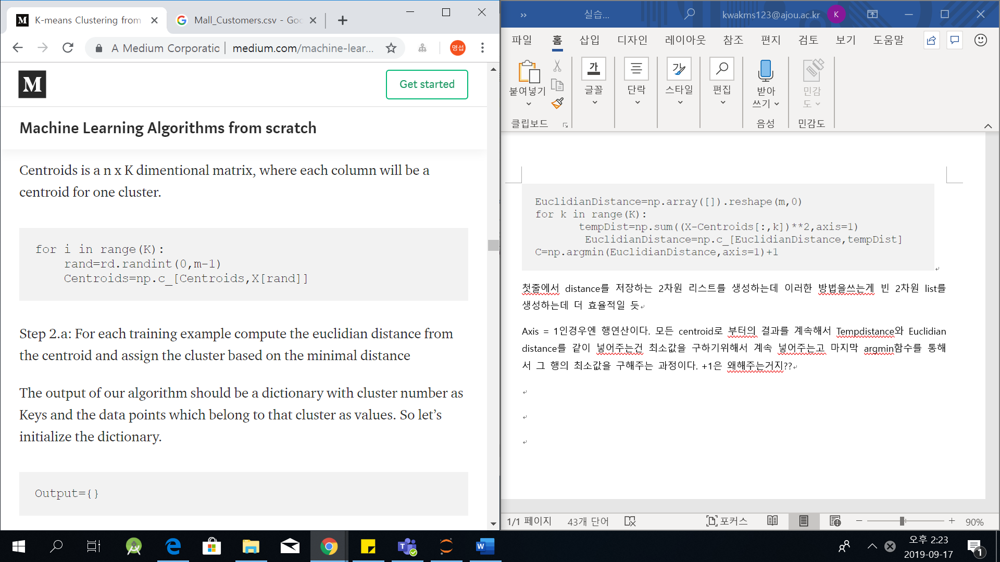 K-means Clustering from
Mall_Customers.csv - Goo
A Medium Corporatio
medium.com/machine-lear...
명섭
M
Get started
Machine Learning Algorithms from scratch
Centroids is a n x K dimentional matrix, where each column will be a
centroid for one cluster.
for i in range(K):
rand=rd.randint(0,m-1)
Centroids=np.c_[Centroids,X[rand]]
Step 2.a: For each training example compute the euclidian distance from
the centroid and assign the cluster based on the minimal distance
The output of our algorithm should be a dictionary with cluster number as
Keys and the data points which belong to that cluster as values. So let’s
initialize the dictionary.
Output={}
실습...
kwakms123@ajou.ac.kr
K
파일 홈 삽입 디자인 레이아웃 참조 편지 검토 보기 도움말
붙여넣기
가
글꼴
단락
스타일
편집
받아
쓰기
민감
도
클립보드
음성
민감도
EuclidianDistance=np.array([]).reshape(m,0)
for k in range(K):
tempDist=np.sum((X-Centroids[:,k])**2,axis=1)
EuclidianDistance=np.c_[EuclidianDistance,tempDist]
C=np.argmin(EuclidianDistance,axis=1)+1
첫줄에서 distance를 저장하는 2차원 리스트를 생성하는데 이러한 방법을쓰는게 빈 2차원 list를
생성하는데 더 효율적일 듯
Axis = 1인경우엔 행연산이다. 모든 centroid로 부터의 결과를 계속해서 Tempdistance와 Euclidian
distance를 같이 넣어주는건 최소값을 구하기위해서 계속 넣어주는고 마지막 argmin함수를 통해
서 그 행의 최소값을 구해주는 과정이다. +1은 왜해주는거지??
1/1 페이지
43개 단어
포커스
90%
오후 2:23
2019-09-17
1